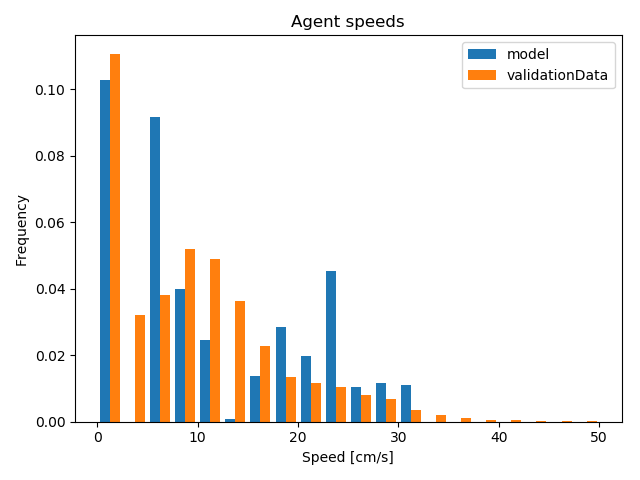 Agent speeds
model
validationData
Frequency
0.10
0.08
0.06
0.04
0.02
0.00
0 10 20 30 40 50
Speed [cm/s]